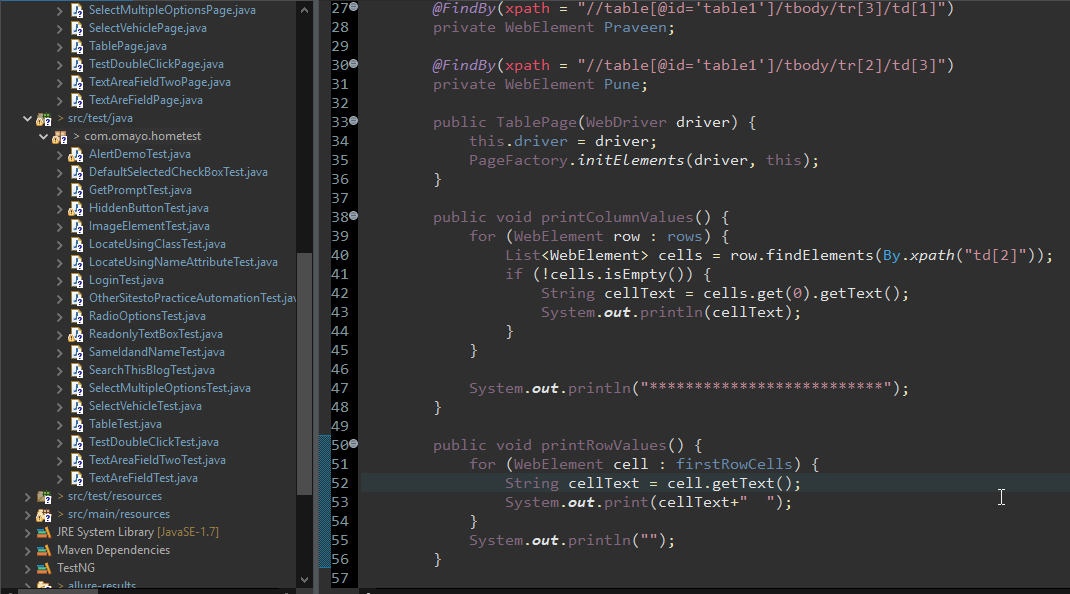 SelectMultipleOptionsPage.java
SelectVehiclePage.java
TablePage.java
TestDoubleClickPage.java
TextAreaFieldTwoPage.java
TextAreFieldPage.java
> src/test/java
> com.omayo.hometest
AlertDemoTest.java
DefaultSelectedCheckBoxTest.java
GetPromptTest.java
HiddenButtonTest.java
ImageElementTest.java
LocateUsingClassTest.java
LocateUsingNameAttributeTest.java
LoginTest.java
OtherSitestoPracticeAutomationTest.jav
RadioOptionsTest.java
ReadonlyTextBoxTest.java
SameIdandNameTest.java
SearchThisBlogTest.java
SelectMultipleOptionsTest.java
SelectVehicleTest.java
TableTest.java
TestDoubleClickTest.java
TextAreaFieldTwoTest.java
TextAreFieldTest.java
> src/test/resources
> src/main/resources
JRE System Library [JavaSE-1.7]
Maven Dependencies
TestNG
> allure-results
27 @FindBy(xpath = "//table[@id='table1']/tbody/tr[3]/td[1]")
28 private WebElement Praveen;
29
30 @FindBy(xpath = "//table[@id='table1']/tbody/tr[2]/td[3]")
31 private WebElement Pune;
32
33 public TablePage(WebDriver driver) {
34 this.driver = driver;
35 PageFactory.initElements(driver, this);
36 }
37
38 public void printColumnValues() {
39 for (WebElement row : rows) {
40 List<WebElement> cells = row.findElements(By.xpath("td[2]"));
41 if (!cells.isEmpty()) {
42 String cellText = cells.get(0).getText();
43 System.out.println(cellText);
44 }
45 }
46
47 System.out.println("**************************");
48 }
49
50 public void printRowValues() {
51 for (WebElement cell : firstRowCells) {
52 String cellText = cell.getText();
53 System.out.print(cellText+"  ");
54 }
55 System.out.println("");
56 }
57